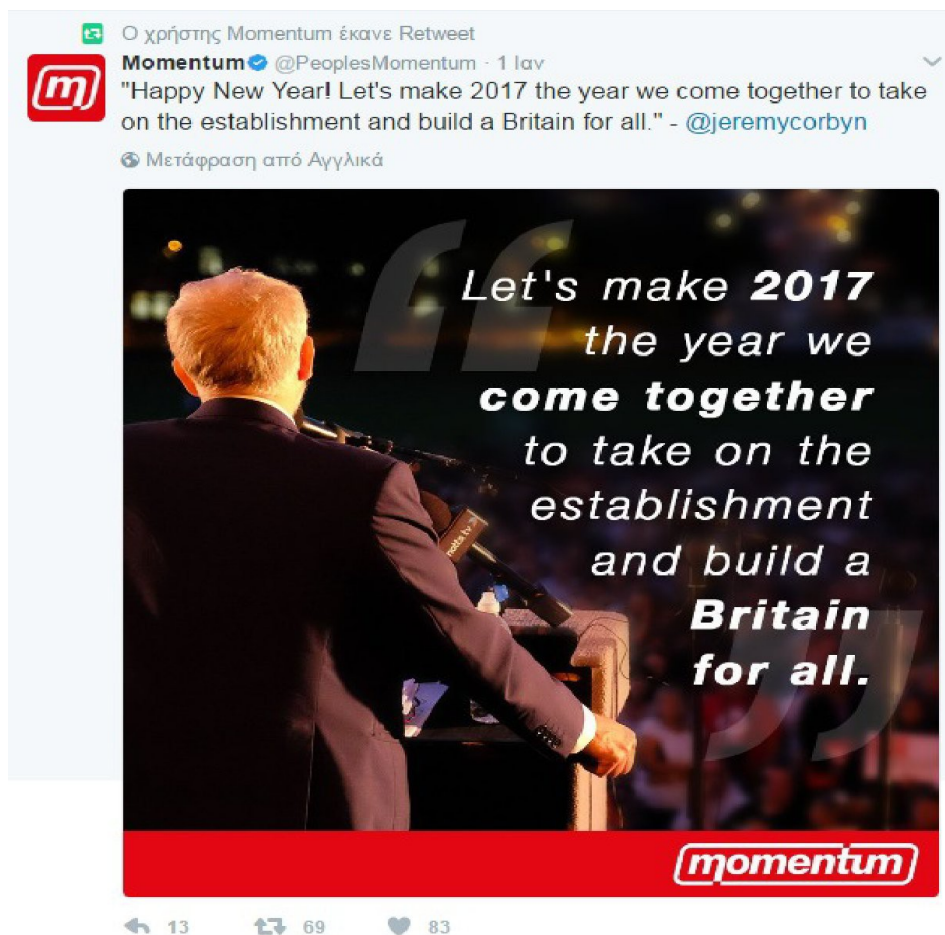 Ο χρήστης Momentum έκανε Retweet
Momentum @PeoplesMomentum · 1 Ιαν
m
"Happy New Year! Let's make 2017 the year we come together to take
on the establishment and build a Britain for all." - @jeremycorbyn
Μετάφραση από Αγγλικά
Let's make 2017
the year we
come together
to take on the
establishment
and build a
Britain
for all.
notts tv
momentum
13 69 83